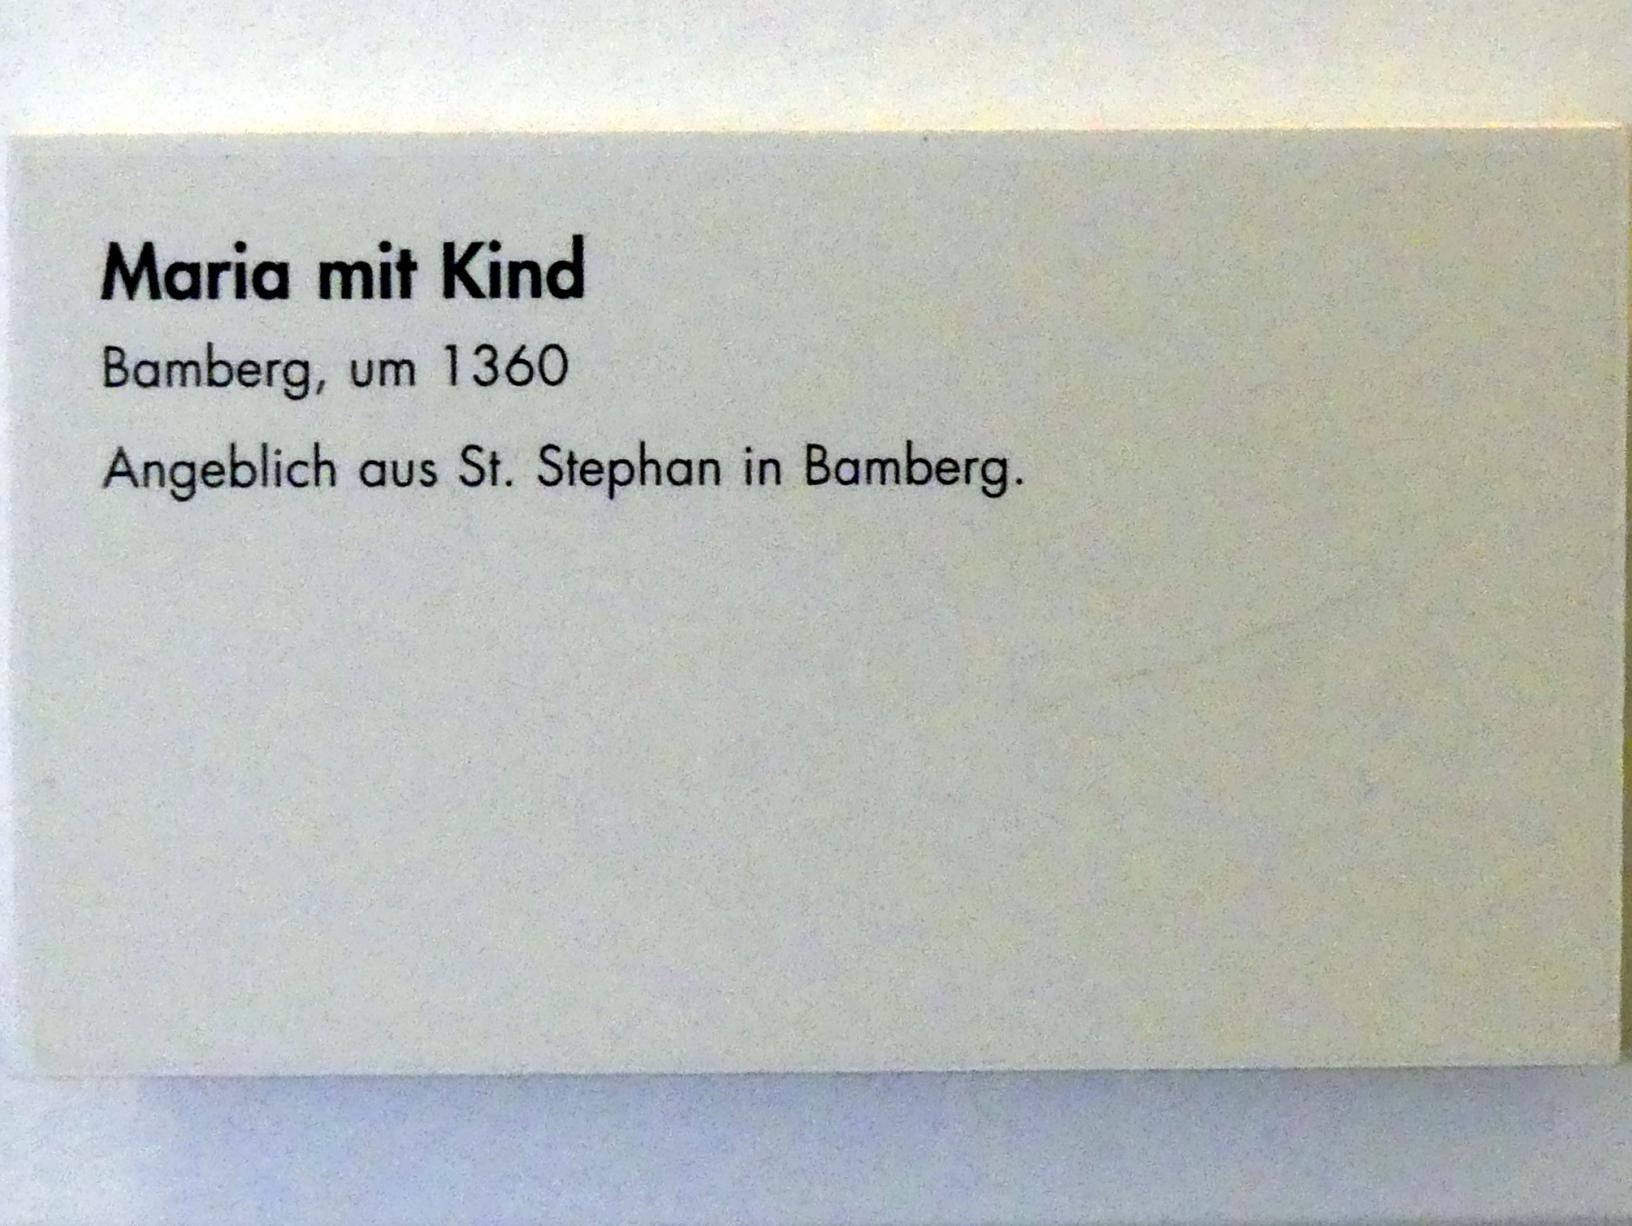 Maria mit Kind
Bamberg, um 1360
Angeblich aus St. Stephan in Bamberg.